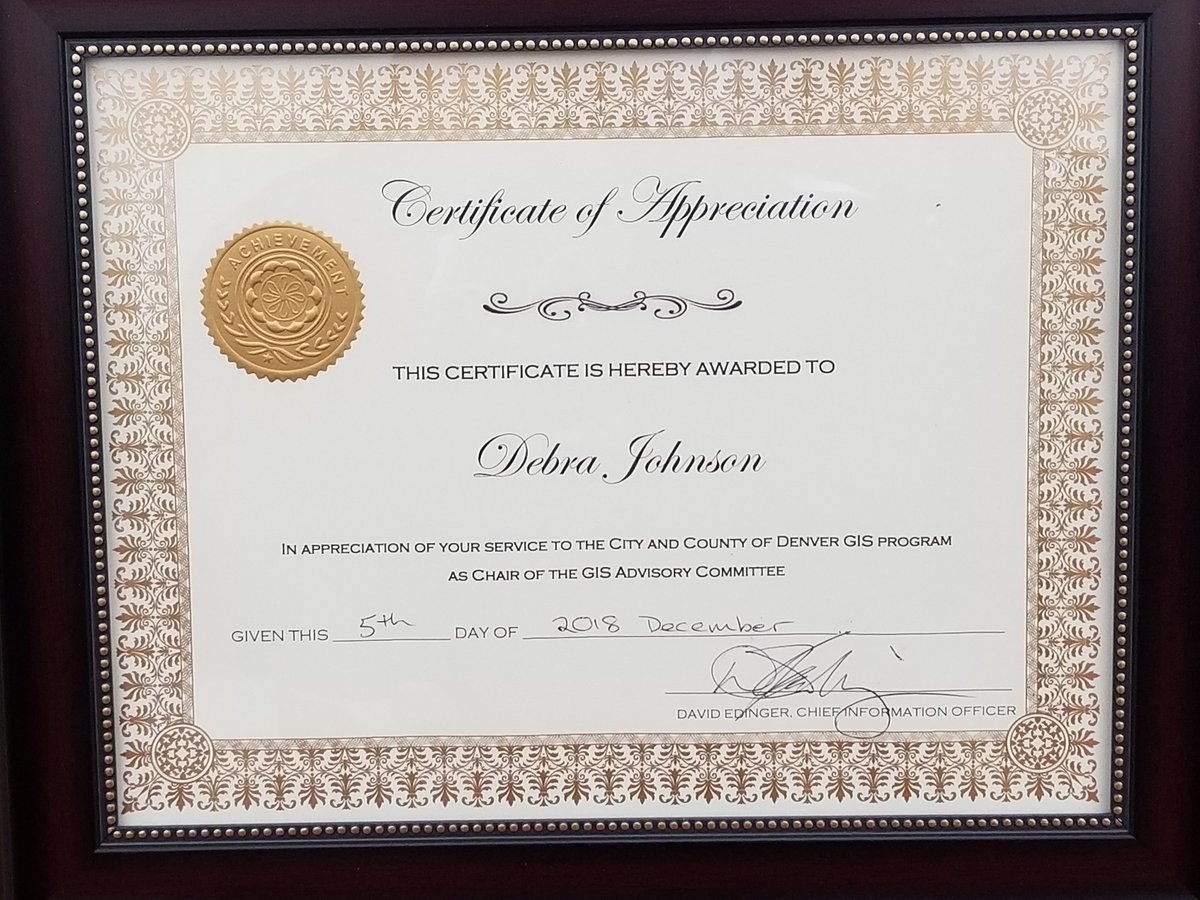 Certificate of Appreciation
ACHIEVEMENT
THIS CERTIFICATE IS HEREBY AWARDED TO
Debra Johnson
IN APPRECIATION OF YOUR SERVICE TO THE CITY AND COUNTY OF DENVER GIS PROGRAM
AS CHAIR OF THE GIS ADVISORY COMMITTEE
GIVEN THIS 5th DAY OF 2018 December
DAVID EDINGER, CHIEF INFORMATION OFFICER